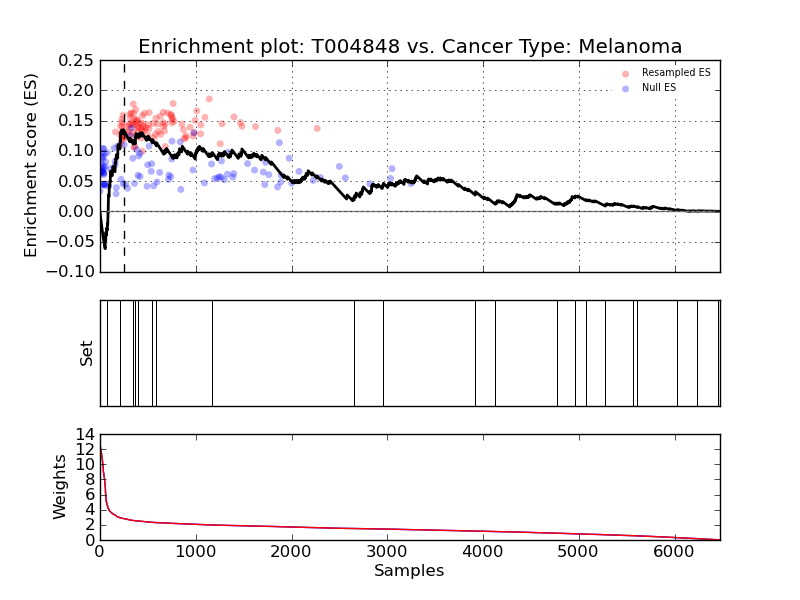 Enrichment plot: T004848 vs. Cancer Type: Melanoma
Enrichment score (ES)
0.25
0.20
0.15
0.10
0.05
0.00
−0.05
−0.10
Resampled ES
Null ES
Set
Weights
14
12
10
8
6
4
2
0
0 1000 2000 3000 4000 5000 6000
Samples